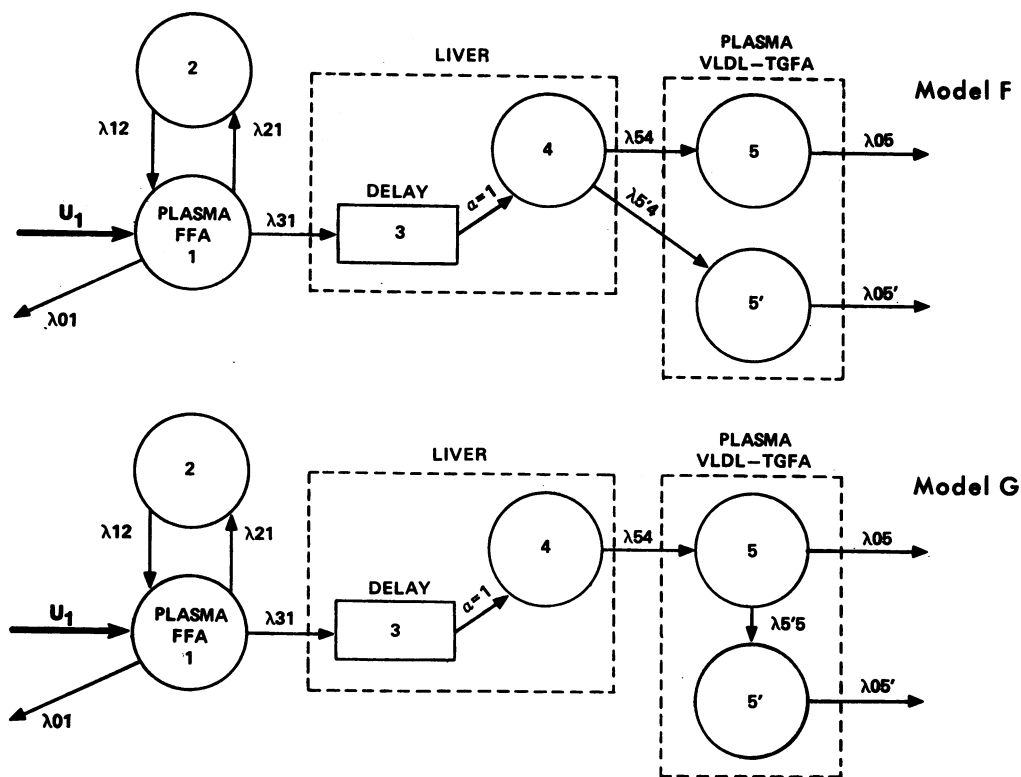 LIVER
PLASMA
VLDL–TGFA
Model F
2
λ12
λ21
U₁
PLASMA
FFA
1
λ01
λ31
DELAY
3
α=1
4
λ54
λ5'4
5
λ05
5'
λ05'
LIVER
PLASMA
VLDL–TGFA
Model G
2
λ12
λ21
U₁
PLASMA
FFA
1
λ01
λ31
DELAY
3
α=1
4
λ54
5
λ05
λ5'5
5'
λ05'